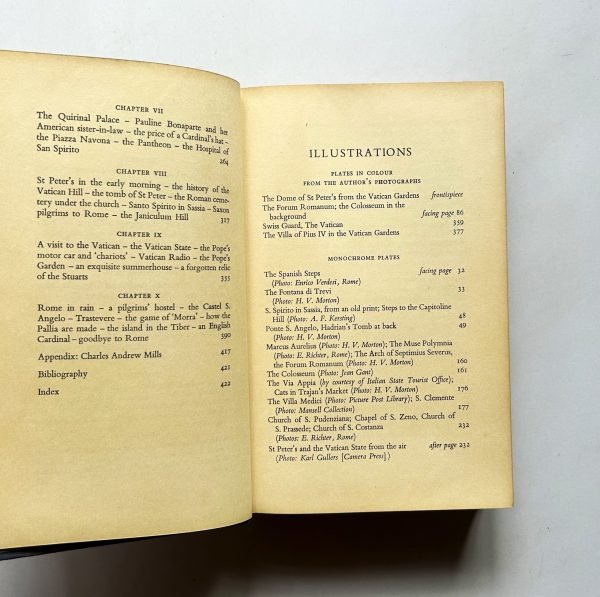 CHAPTER VII
The Quirinal Palace – Pauline Bonaparte and her
American sister-in-law – the price of a Cardinal's hat –
the Piazza Navona – the Pantheon – the Hospital of
San Spirito
264
CHAPTER VIII
St Peter's in the early morning – the history of the
Vatican Hill – the tomb of St Peter – the Roman ceme-
tery under the church – Santo Spirito in Sassia – Saxon
pilgrims to Rome – the Janiculum Hill
317
CHAPTER IX
A visit to the Vatican – the Vatican State – the Pope's
motor car and 'chariots' – Vatican Radio – the Pope's
Garden – an exquisite summerhouse – a forgotten relic
of the Stuarts
355
CHAPTER X
Rome in rain – a pilgrims' hostel – the Castel S.
Angelo – Trastevere – the game of 'Morra' – how the
Pallia are made – the island in the Tiber – an English
Cardinal – goodbye to Rome
390
Appendix: Charles Andrew Mills 417
Bibliography 421
Index 422
ILLUSTRATIONS
PLATES IN COLOUR
FROM THE AUTHOR'S PHOTOGRAPHS
The Dome of St Peter's from the Vatican Gardens frontispiece
The Forum Romanum; the Colosseum in the
background facing page 86
Swiss Guard, The Vatican 359
The Villa of Pius IV in the Vatican Gardens 377
MONOCHROME PLATES
The Spanish Steps facing page 32
(Photo: Enrico Verdesi, Rome)
The Fontana di Trevi 33
(Photo: H. V. Morton)
S. Spirito in Sassia, from an old print; Steps to the Capitoline
Hill (Photo: A. F. Kersting) 48
Ponte S. Angelo, Hadrian's Tomb at back 49
(Photo: H. V. Morton)
Marcus Aurelius (Photo: H. V. Morton); The Muse Polymnia
(Photo: E. Richter, Rome); The Arch of Septimius Severus,
the Forum Romanum (Photo: H. V. Morton) 160
The Colosseum (Photo: Jean Gant) 161
The Via Appia (by courtesy of Italian State Tourist Office);
Cats in Trajan's Market (Photo: H. V. Morton) 176
The Villa Medici (Photo: Picture Post Library); S. Clemente
(Photo: Mansell Collection) 177
Church of S. Pudenziana; Chapel of S. Zeno, Church of
S. Prassede; Church of S. Costanza 232
(Photos: E. Richter, Rome)
St Peter's and the Vatican State from the air after page 232
(Photo: Karl Gullers [Camera Press])